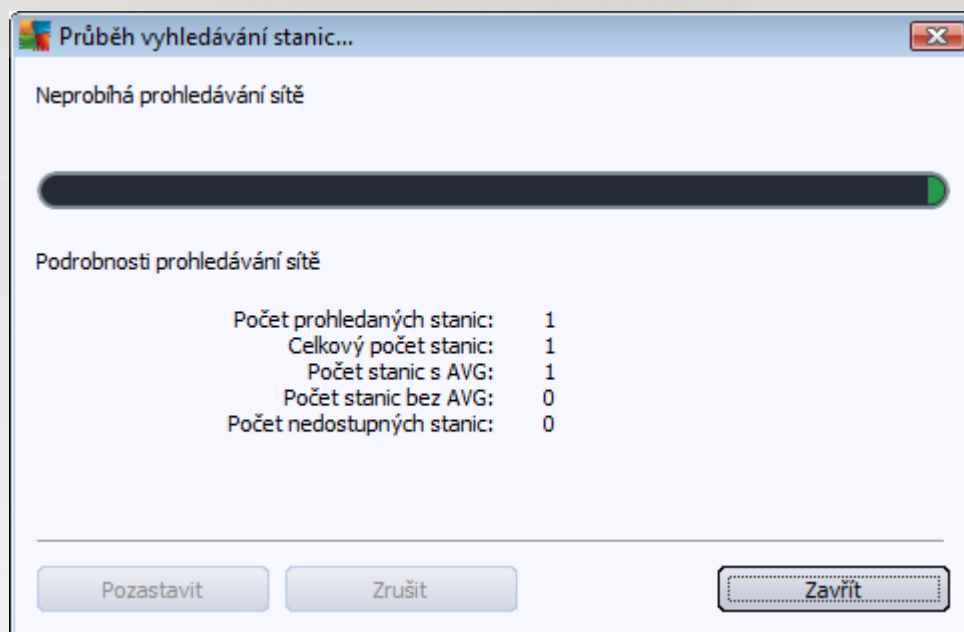 Průběh vyhledávání stanic...
Neprobíhá prohledávání sítě
Podrobnosti prohledávání sítě
Počet prohledaných stanic: 1
Celkový počet stanic: 1
Počet stanic s AVG: 1
Počet stanic bez AVG: 0
Počet nedostupných stanic: 0
Pozastavit Zrušit Zavřít